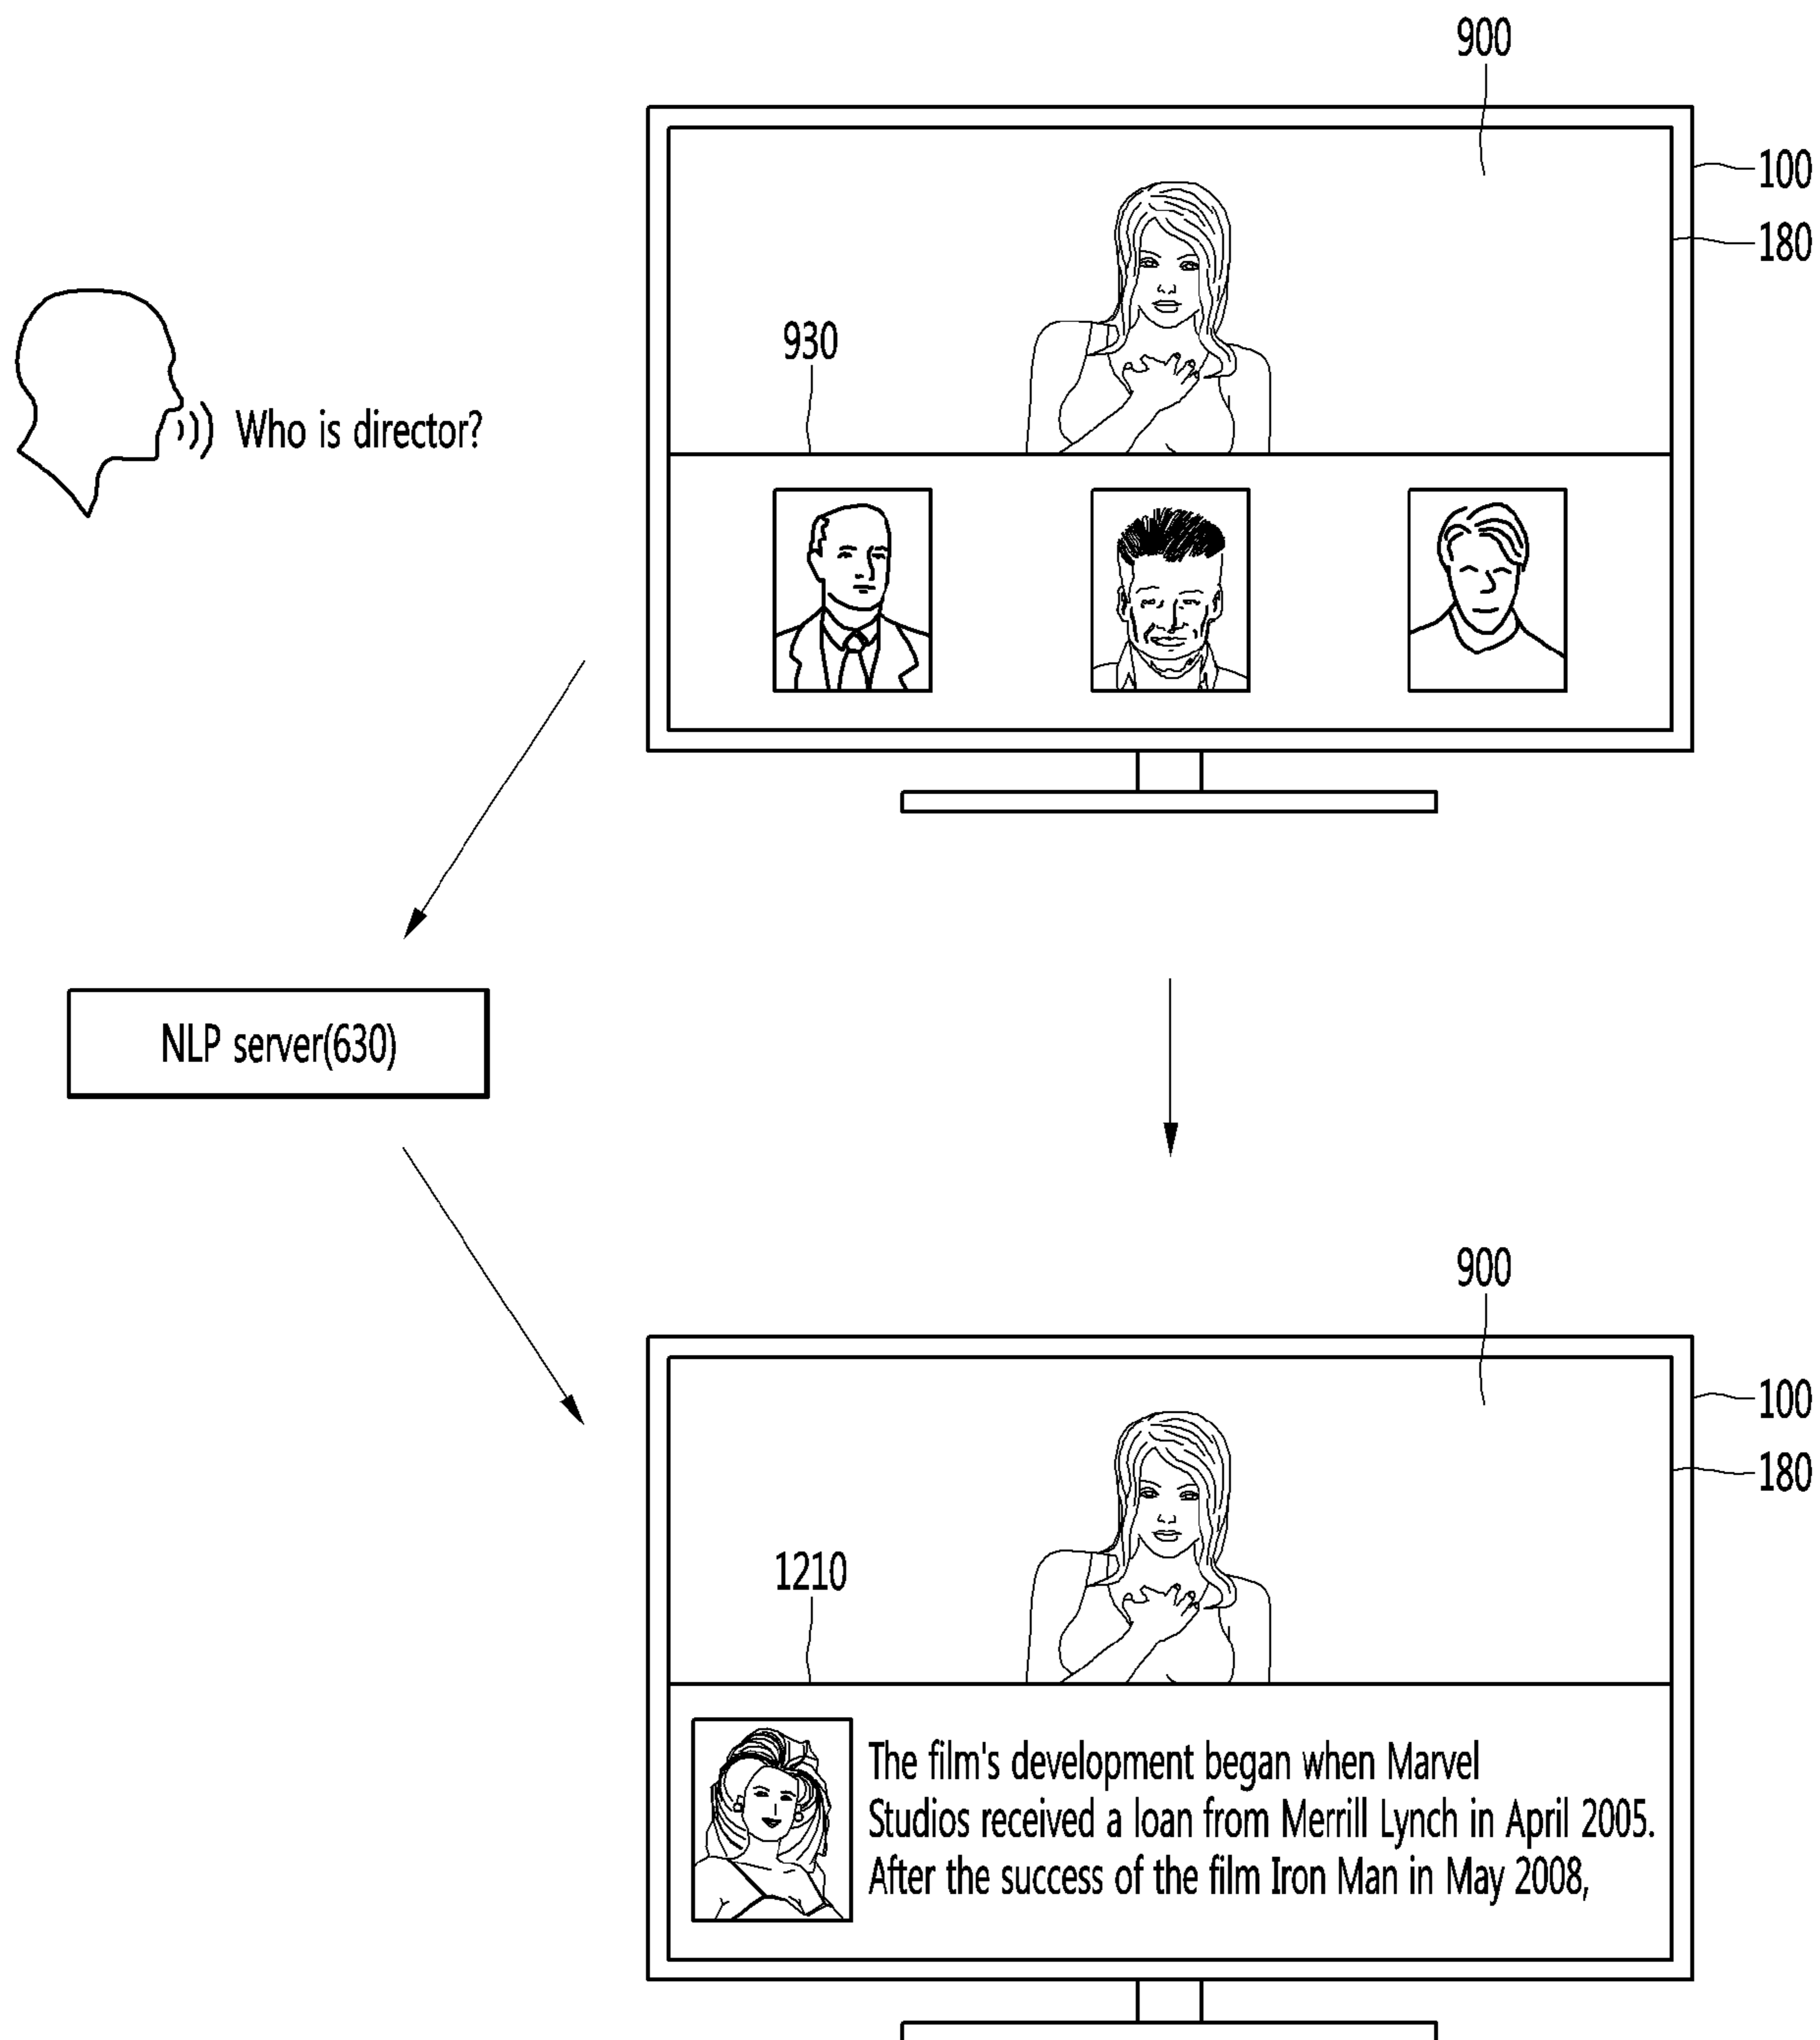 900
100
180
930
Who is director?
NLP server(630)
900
100
180
1210
The film's development began when Marvel
Studios received a loan from Merrill Lynch in April 2005.
After the success of the film Iron Man in May 2008,